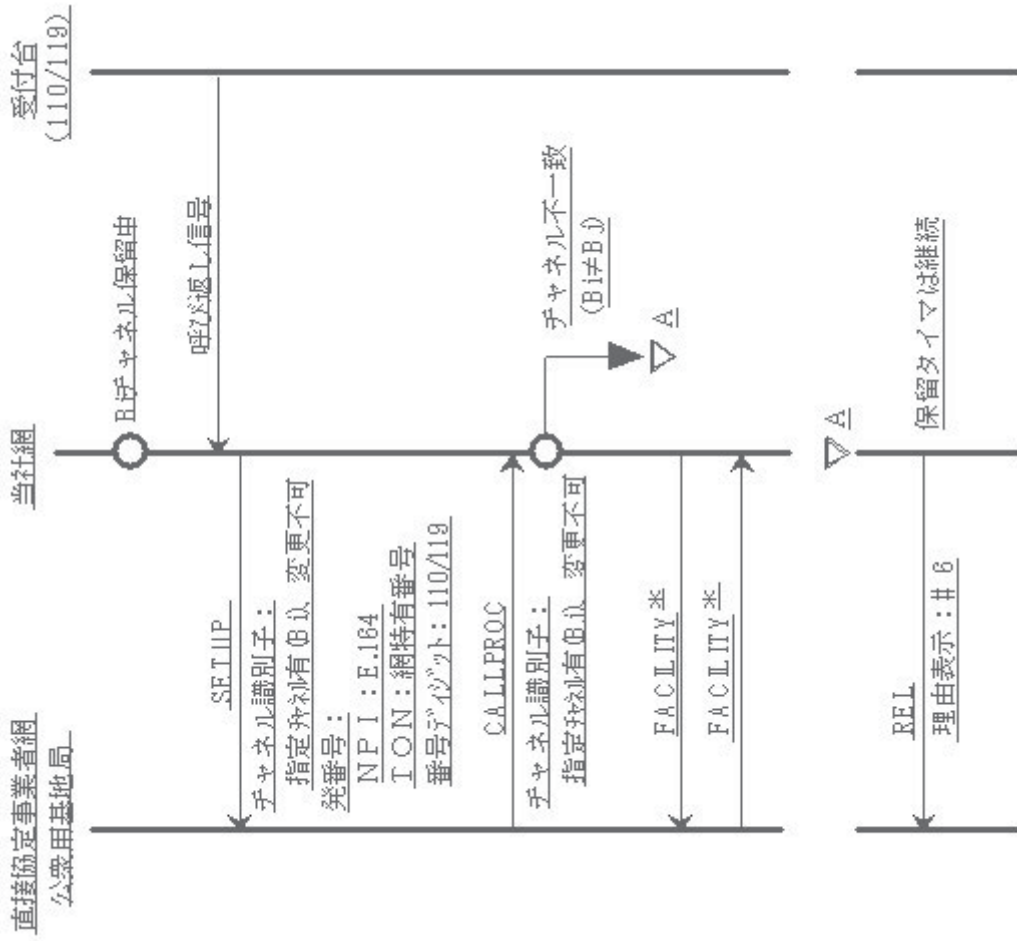 直接協定事業者網
公衆用基地局
当社網
受付台
(110/119)
Biチャネル保留中
呼び返し信号
SETUP
チャネル識別子：
指定チャネル有(Bi)、変更不可
発番号：
ＮＰＩ：E.164
ＴＯＮ：網特有番号
番号ディジット：110/119
CALLPROC
チャネル識別子：
指定チャネル有(Bj)、変更不可
チャネル不一致
(Bi≠Bj)
A
FACILITY※
FACILITY※
A
REL
理由表示：＃6
保留タイマは継続